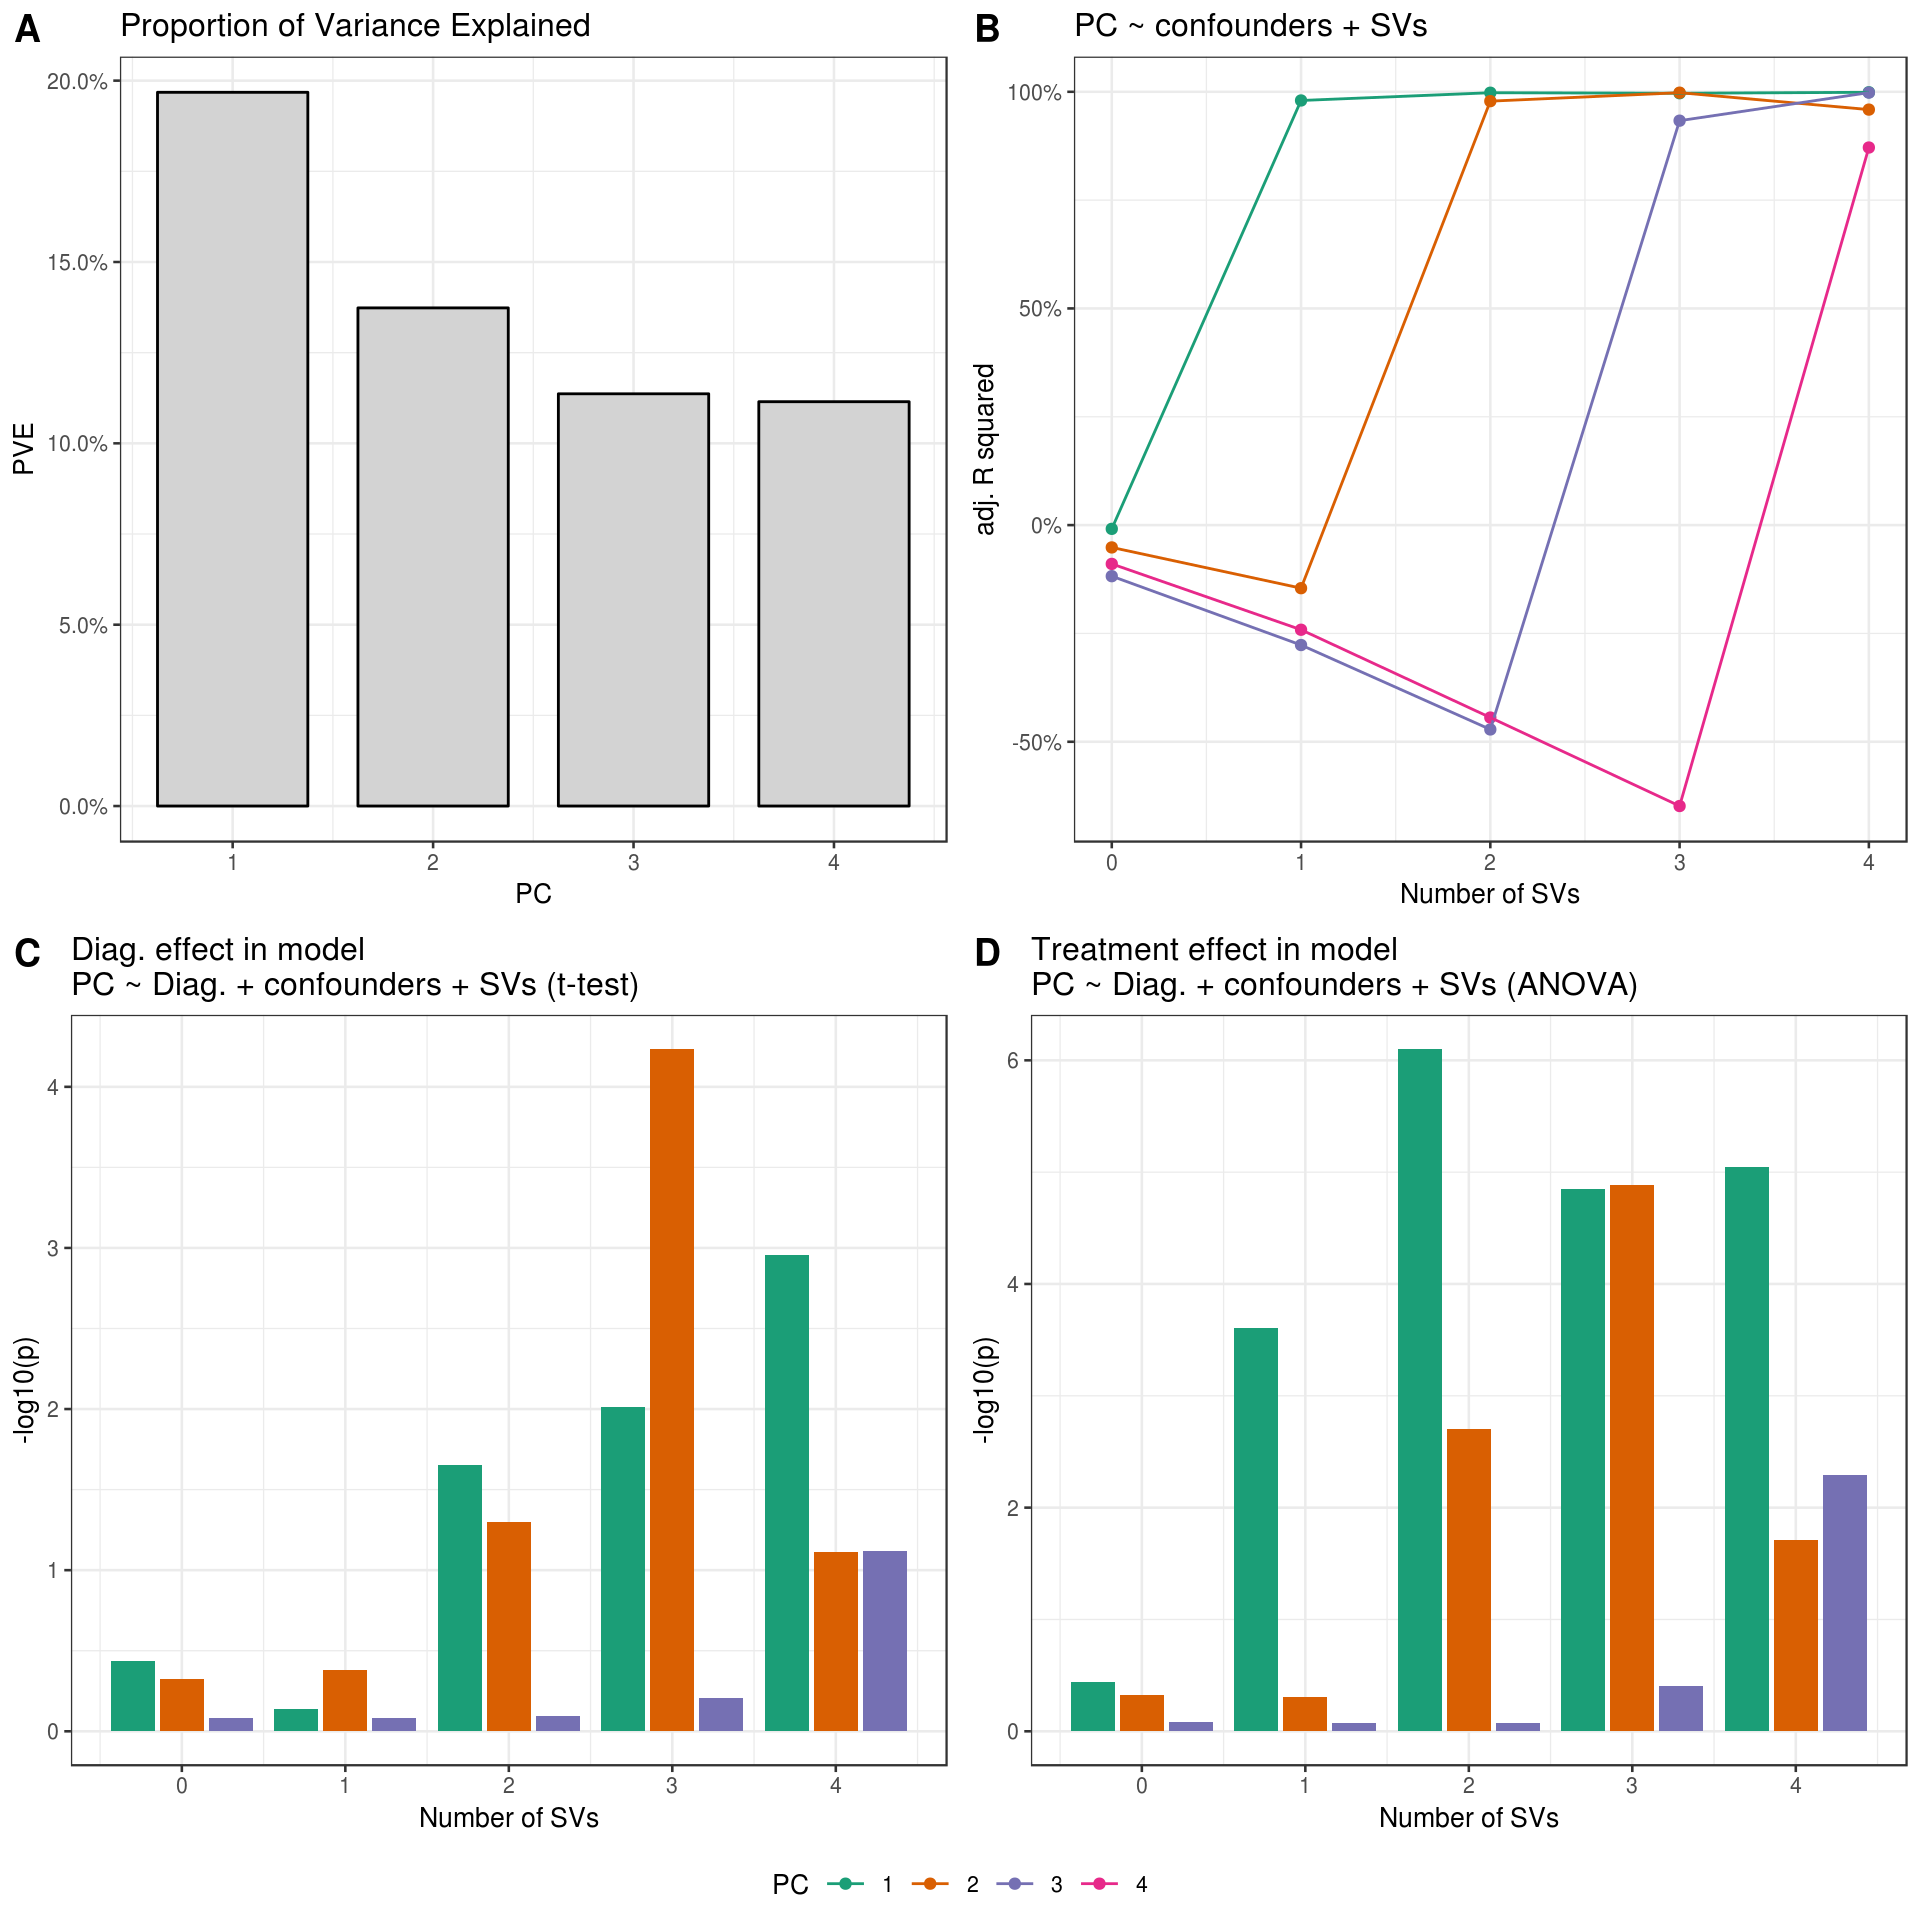 A
Proportion of Variance Explained
20.0%
15.0%
10.0%
5.0%
0.0%
PVE
1 2 3 4
PC
B
PC ~ confounders + SVs
100%
50%
0%
-50%
adj. R squared
0 1 2 3 4
Number of SVs
C
Diag. effect in model
PC ~ Diag. + confounders + SVs (t-test)
4
3
2
1
0
-log10(p)
0 1 2 3 4
Number of SVs
D
Treatment effect in model
PC ~ Diag. + confounders + SVs (ANOVA)
6
4
2
0
-log10(p)
0 1 2 3 4
Number of SVs
PC 1 2 3 4